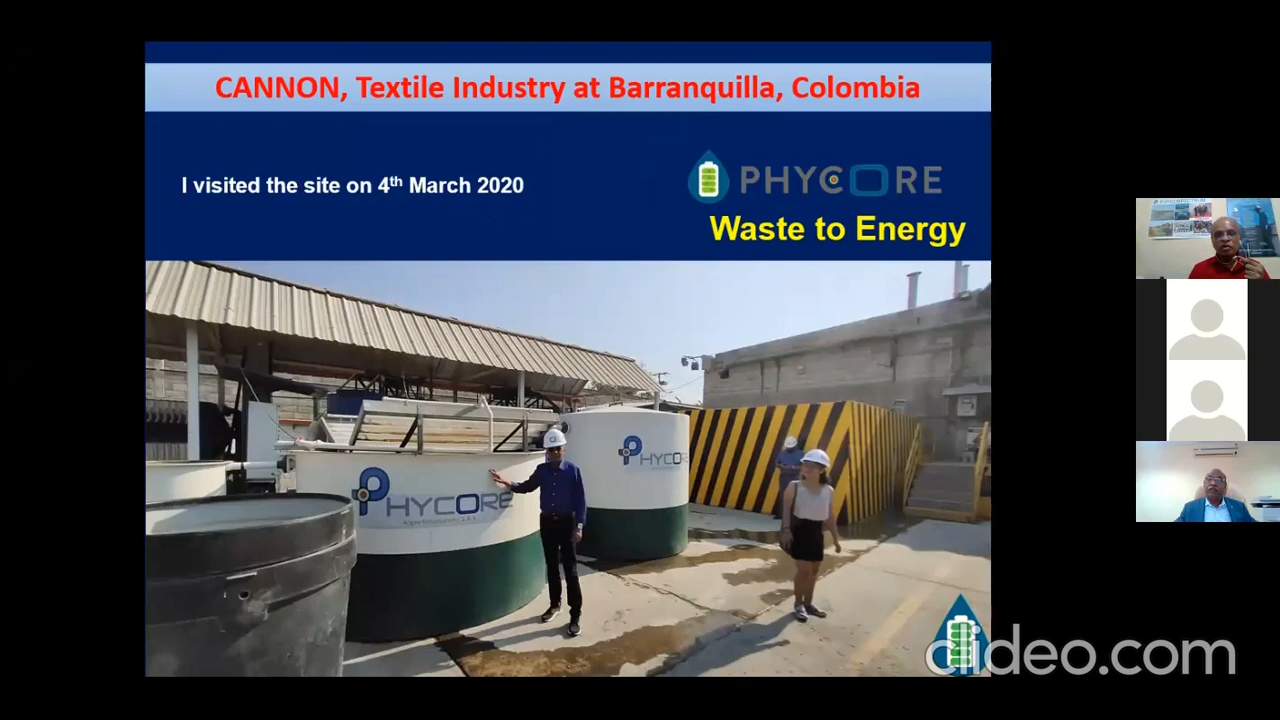 CANNON, Textile Industry at Barranquilla, Colombia
I visited the site on 4th March 2020
PHYCORE
Waste to Energy
PHYCORE
PHYCORE
clideo.com